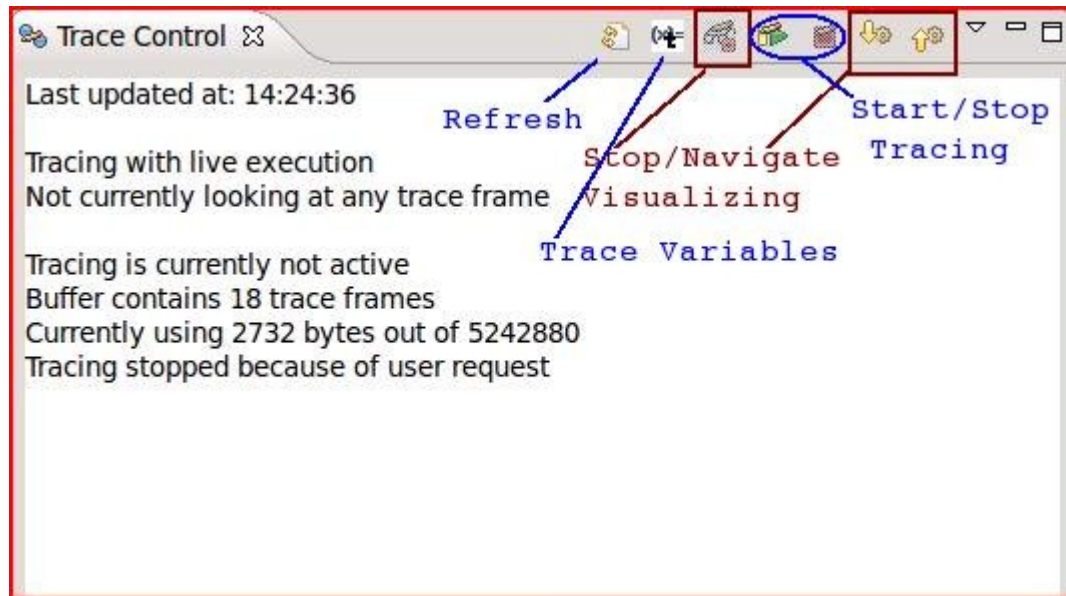 Trace Control
Last updated at: 14:24:36
Refresh
Start/Stop
Tracing
Tracing with live execution
Stop/Navigate
Visualizing
Not currently looking at any trace frame
Trace Variables
Tracing is currently not active
Buffer contains 18 trace frames
Currently using 2732 bytes out of 5242880
Tracing stopped because of user request